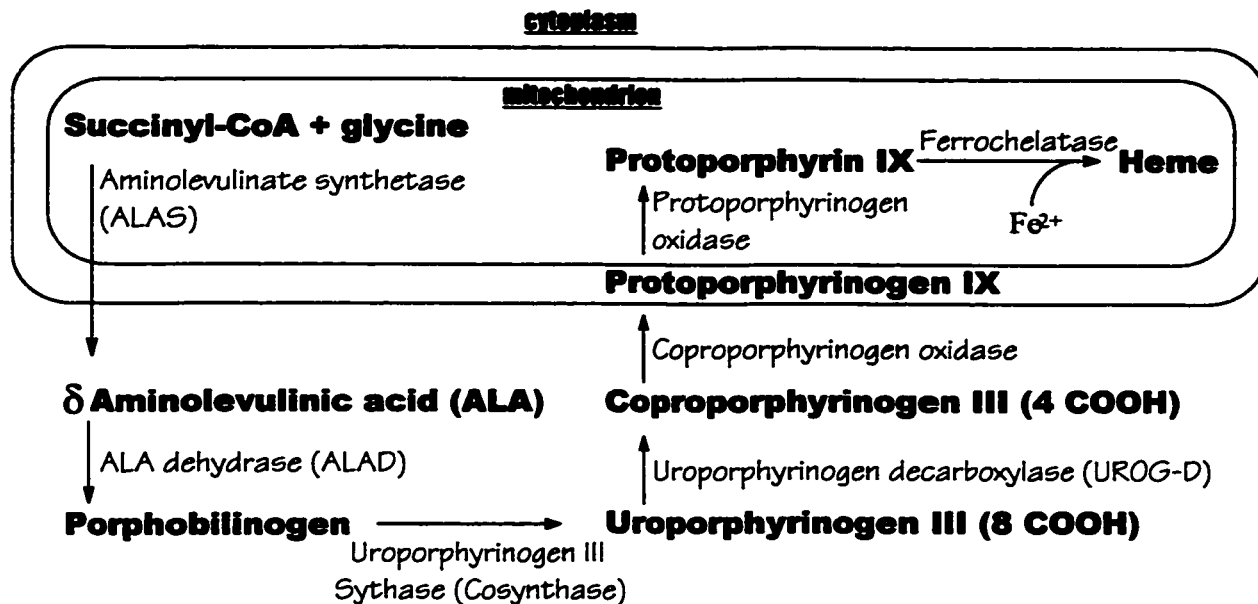 cytoplasm
mitochondrion
Succinyl-CoA + glycine
Aminolevulinate synthetase
(ALAS)
δ Aminolevulinic acid (ALA)
ALA dehydrase (ALAD)
Porphobilinogen
Uroporphyrinogen III
Sythase (Cosynthase)
Uroporphyrinogen III (8 COOH)
Uroporphyrinogen decarboxylase (UROG-D)
Coproporphyrinogen III (4 COOH)
Coproporphyrinogen oxidase
Protoporphyrinogen IX
Protoporphyrinogen
oxidase
Protoporphyrin IX
Ferrochelatase
Fe²⁺
Heme